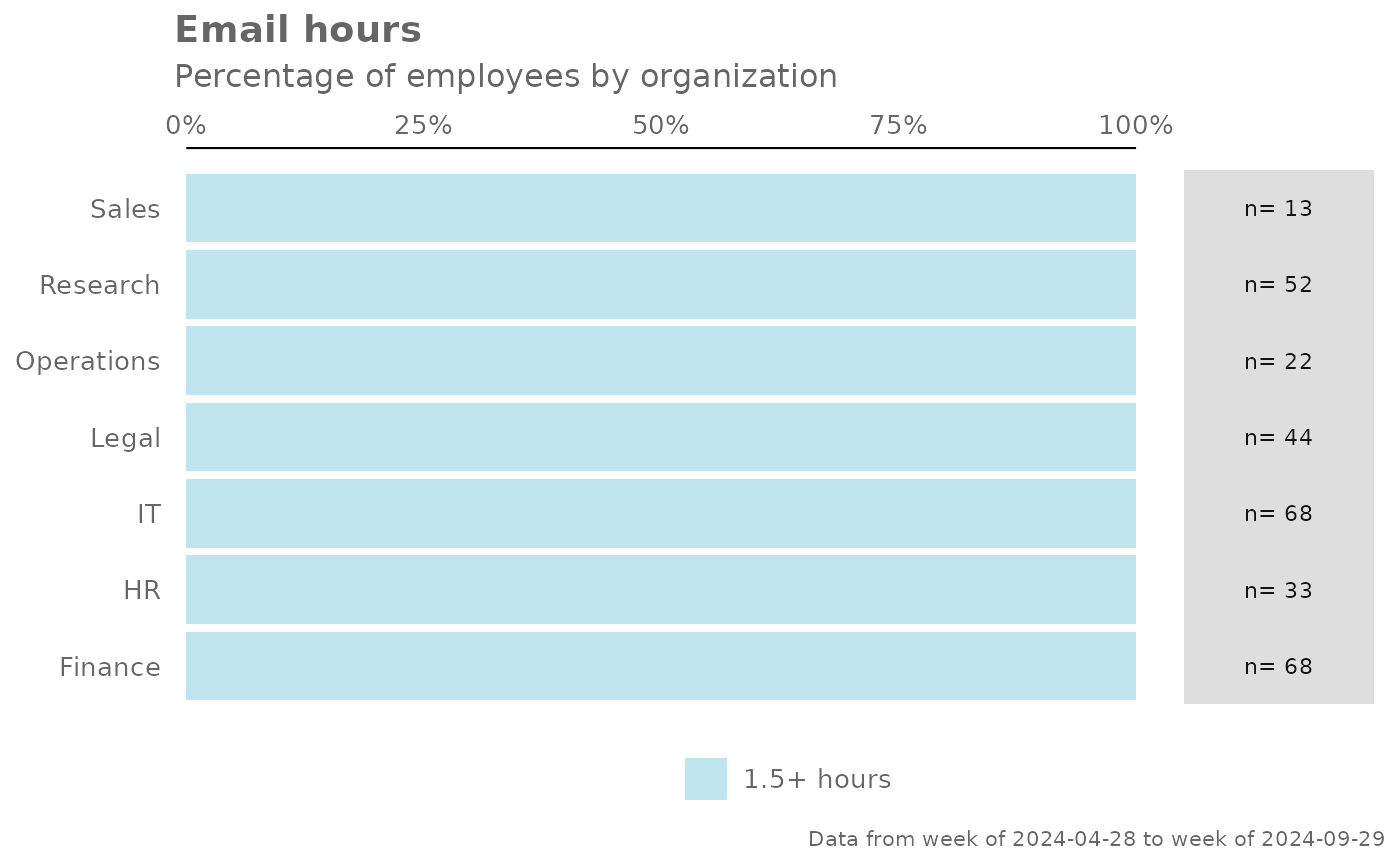 Email hours
Percentage of employees by organization
0% 25% 50% 75% 100%
Sales n= 13
Research n= 52
Operations n= 22
Legal n= 44
IT n= 68
HR n= 33
Finance n= 68
1.5+ hours
Data from week of 2024-04-28 to week of 2024-09-29